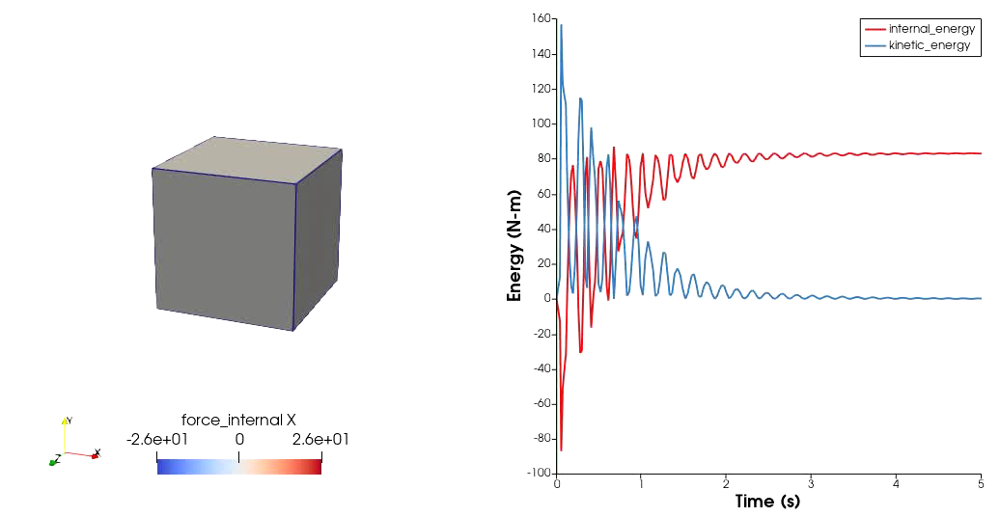 force_internal X
-2.6e+01 0 2.6e+01
Y
X
Z
internal_energy
kinetic_energy
Energy (N-m)
160
140
120
100
80
60
40
20
0
-20
-40
-60
-80
-100
0 1 2 3 4 5
Time (s)